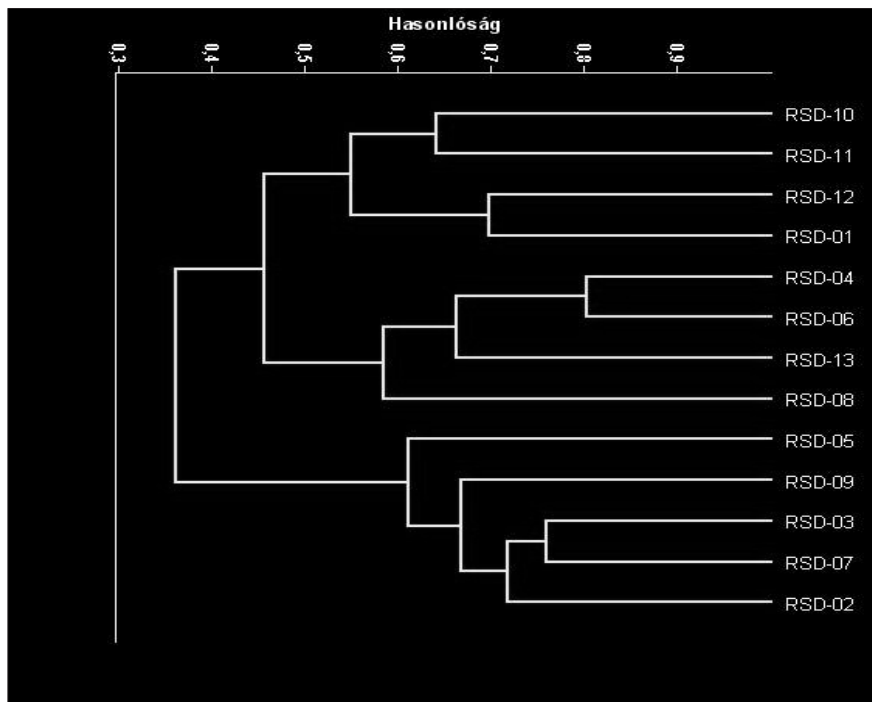 Hasonlóság
0,3 0,4 0,5 0,6 0,7 0,8 0,9
RSD-10
RSD-11
RSD-12
RSD-01
RSD-04
RSD-06
RSD-13
RSD-08
RSD-05
RSD-09
RSD-03
RSD-07
RSD-02